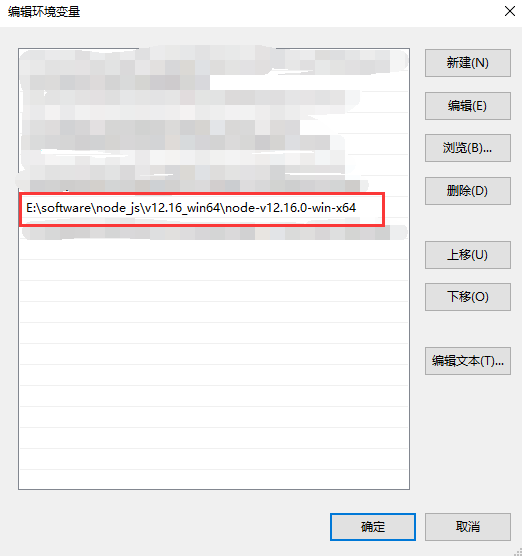 编辑环境变量
新建(N)
编辑(E)
浏览(B)...
删除(D)
E:\software\node_js\v12.16_win64\node-v12.16.0-win-x64
上移(U)
下移(O)
编辑文本(T)...
确定
取消